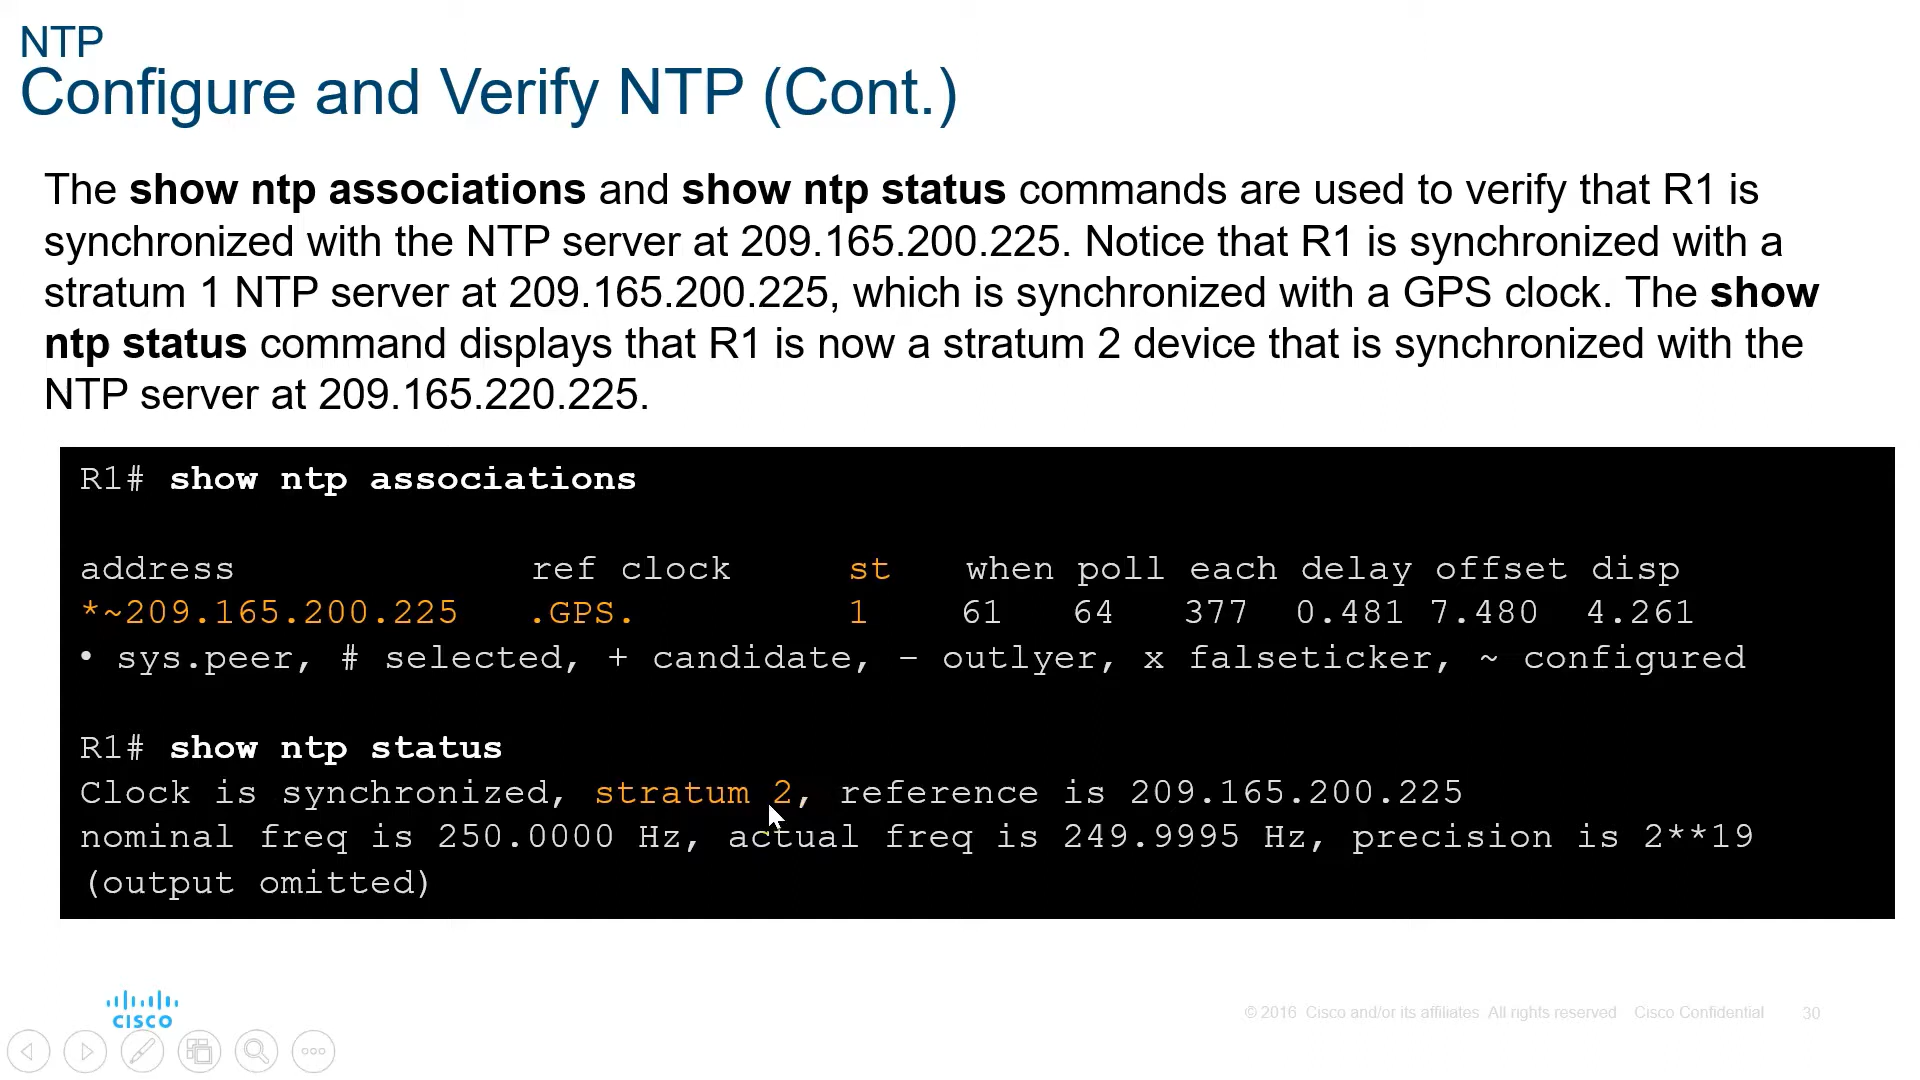 NTP
Configure and Verify NTP (Cont.)
The show ntp associations and show ntp status commands are used to verify that R1 is
synchronized with the NTP server at 209.165.200.225. Notice that R1 is synchronized with a
stratum 1 NTP server at 209.165.200.225, which is synchronized with a GPS clock. The show
ntp status command displays that R1 is now a stratum 2 device that is synchronized with the
NTP server at 209.165.220.225.
R1# show ntp associations
address ref clock st when poll each delay offset disp
*~209.165.200.225 .GPS. 1 61 64 377 0.481 7.480 4.261
• sys.peer, # selected, + candidate, – outlyer, x falseticker, ~ configured
R1# show ntp status
Clock is synchronized, stratum 2, reference is 209.165.200.225
nominal freq is 250.0000 Hz, actual freq is 249.9995 Hz, precision is 2**19
(output omitted)
CISCO
© 2016 Cisco and/or its affiliates All rights reserved Cisco Confidential 30